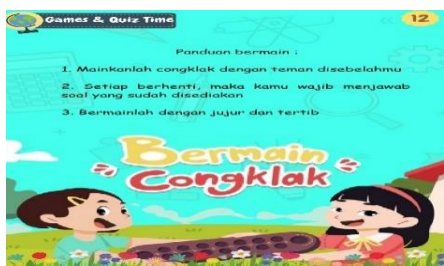 Games & Quiz Time
12
Panduan bermain :
1. Mainkanlah congklak dengan teman disebelahmu
2. Setiap berhenti, maka kamu wajib menjawab
soal yang sudah disediakan
3. Bermainlah dengan jujur dan tertib
Bermain
Congklak